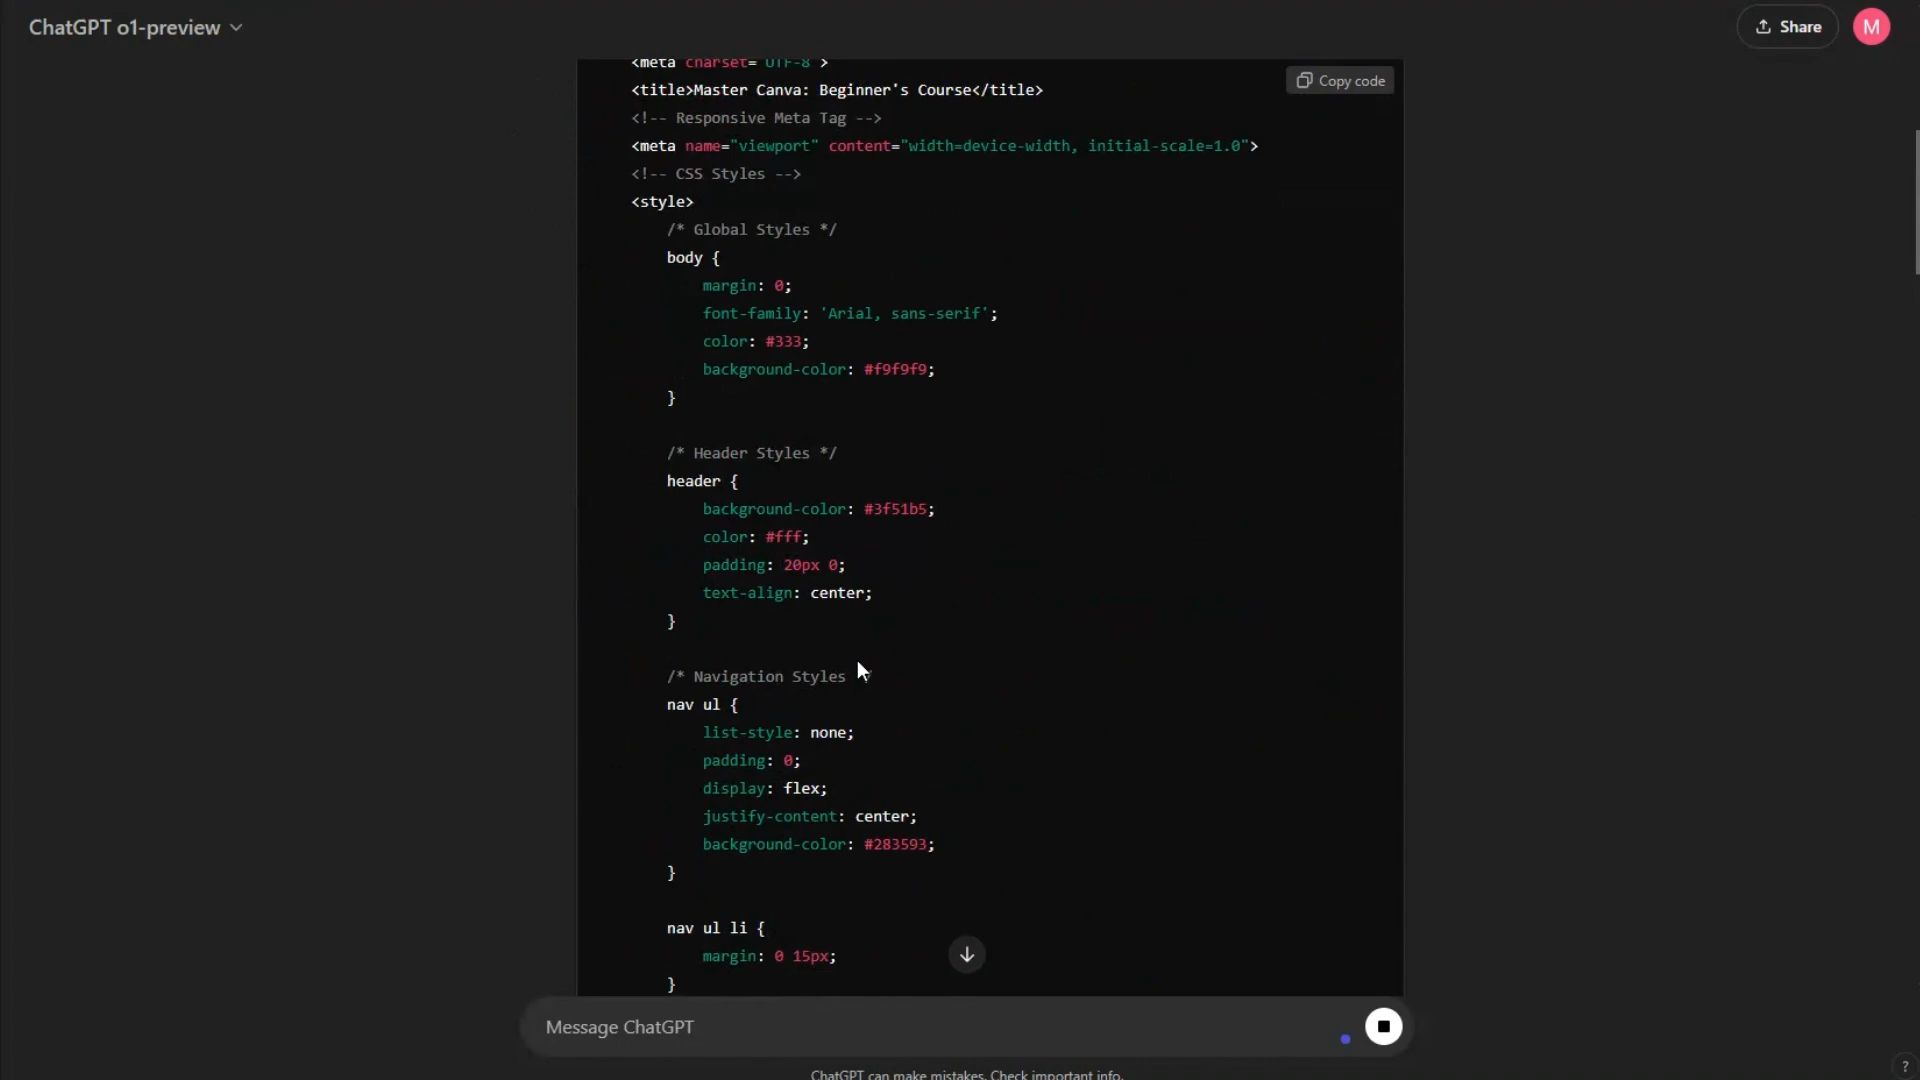 ChatGPT o1-preview
Share
M
<meta charset="UTF-8">
Copy code
<title>Master Canva: Beginner's Course</title>
<!-- Responsive Meta Tag -->
<meta name="viewport" content="width=device-width, initial-scale=1.0">
<!-- CSS Styles -->
<style>
/* Global Styles */
body {
margin: 0;
font-family: 'Arial, sans-serif';
color: #333;
background-color: #f9f9f9;
}
/* Header Styles */
header {
background-color: #3f51b5;
color: #fff;
padding: 20px 0;
text-align: center;
}
/* Navigation Styles */
nav ul {
list-style: none;
padding: 0;
display: flex;
justify-content: center;
background-color: #283593;
}
nav ul li {
margin: 0 15px;
}
Message ChatGPT
ChatGPT can make mistakes. Check important info.
?